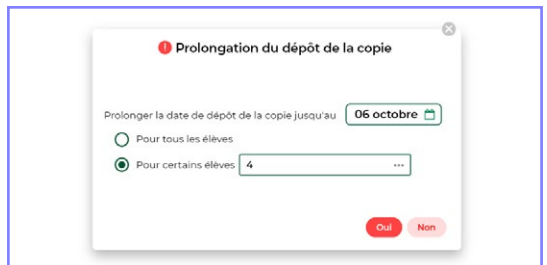 Prolongation du dépôt de la copie
Prolonger la date de dépôt de la copie jusqu'au 06 octobre
Pour tous les élèves
Pour certains élèves 4 ...
Oui Non